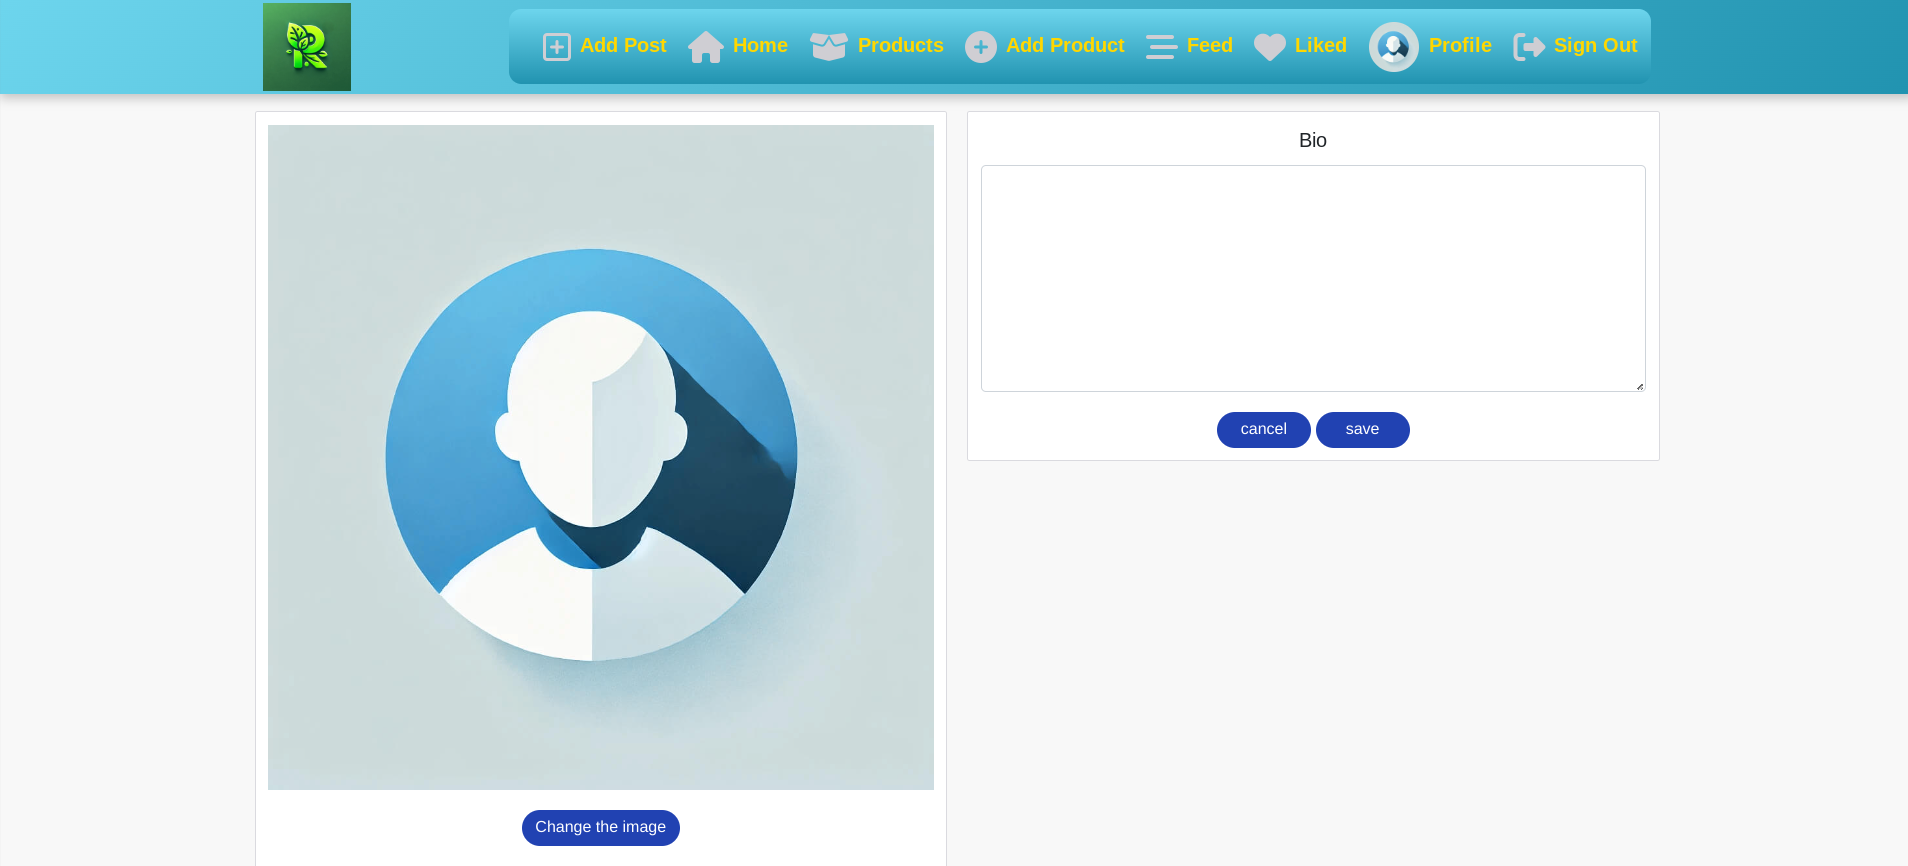 Add Post Home Products Add Product Feed Liked Profile Sign Out
Bio
cancel save
Change the image